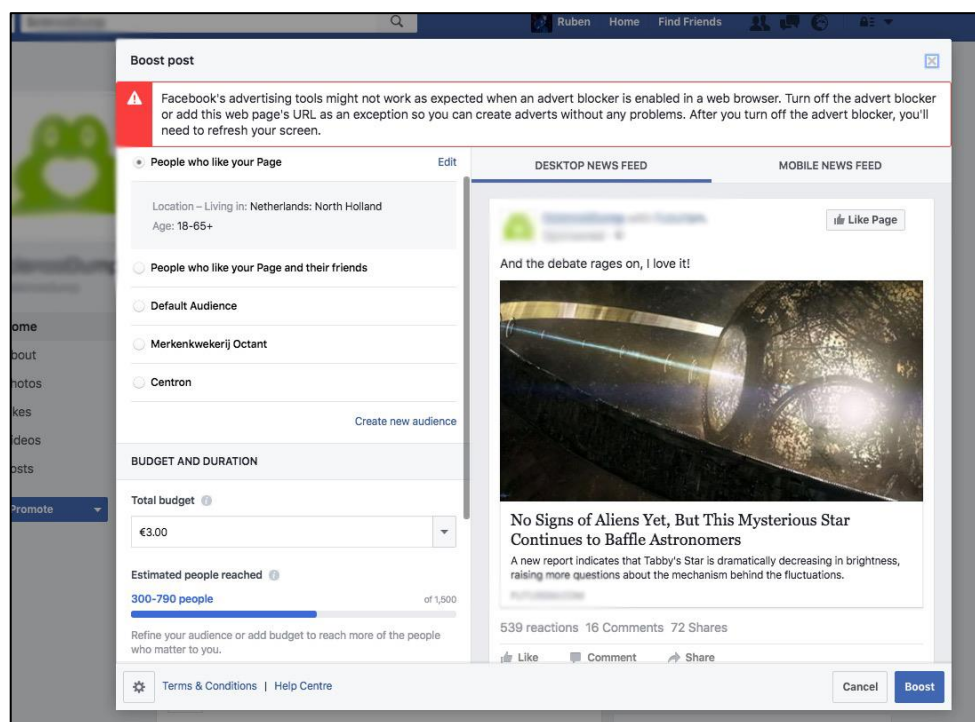 Ruben Home Find Friends
Boost post
Facebook's advertising tools might not work as expected when an advert blocker is enabled in a web browser. Turn off the advert blocker
or add this web page's URL as an exception so you can create adverts without any problems. After you turn off the advert blocker, you'll
need to refresh your screen.
People who like your Page Edit
Location – Living in: Netherlands: North Holland
Age: 18-65+
People who like your Page and their friends
Default Audience
Merkenkwekerij Octant
Centron
Create new audience
BUDGET AND DURATION
Total budget
€3.00
Estimated people reached
300-790 people of 1,500
Refine your audience or add budget to reach more of the people
who matter to you.
DESKTOP NEWS FEED MOBILE NEWS FEED
Like Page
And the debate rages on, I love it!
No Signs of Aliens Yet, But This Mysterious Star
Continues to Baffle Astronomers
A new report indicates that Tabby's Star is dramatically decreasing in brightness,
raising more questions about the mechanism behind the fluctuations.
539 reactions 16 Comments 72 Shares
Like Comment Share
Terms & Conditions | Help Centre
Cancel Boost
ome
bout
hotos
kes
ideos
osts
Promote